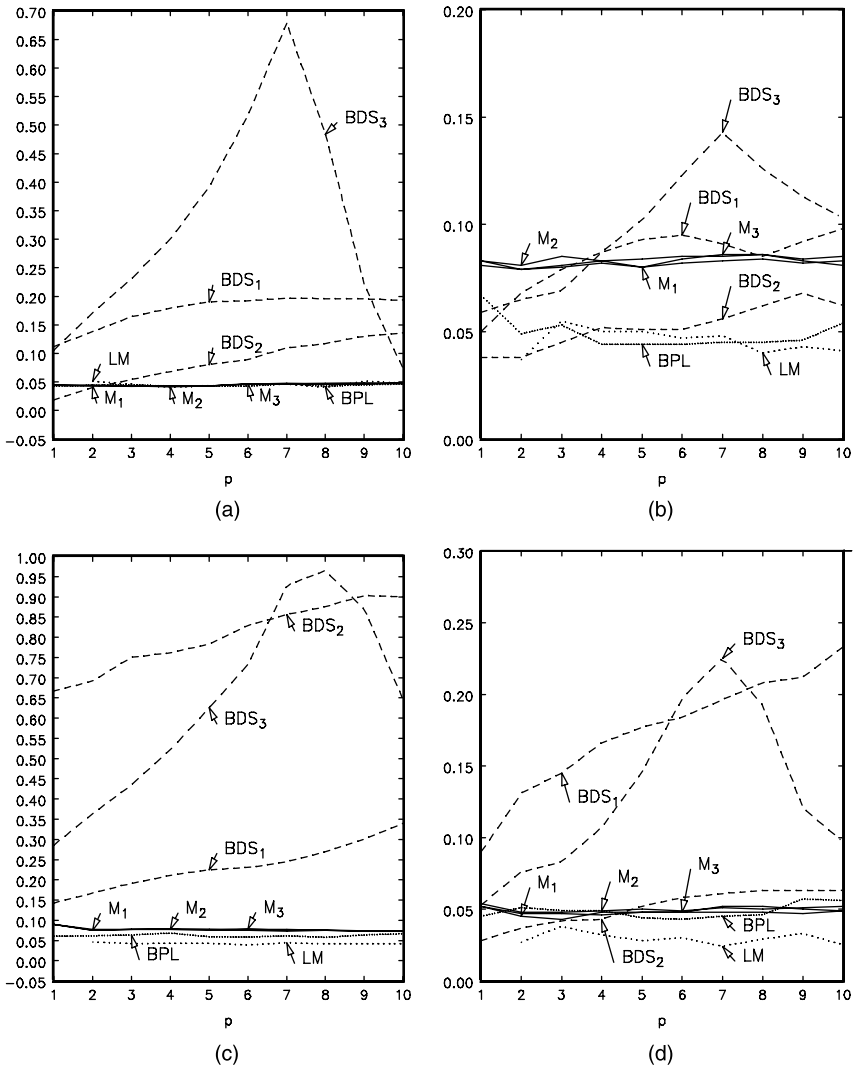 0.70
0.65
0.60
0.55
0.50
0.45
0.40
0.35
0.30
0.25
0.20
0.15
0.10
0.05
0.00
−0.05
BDS3
BDS1
BDS2
LM
M1
M2
M3
BPL
1 2 3 4 5 6 7 8 9 10
p
(a)
0.20
0.15
0.10
0.05
0.00
BDS3
BDS1
M3
M2
M1
BDS2
BPL
LM
1 2 3 4 5 6 7 8 9 10
p
(b)
1.00
0.95
0.90
0.85
0.80
0.75
0.70
0.65
0.60
0.55
0.50
0.45
0.40
0.35
0.30
0.25
0.20
0.15
0.10
0.05
0.00
−0.05
BDS2
BDS3
BDS1
M1
M2
M3
BPL
LM
1 2 3 4 5 6 7 8 9 10
p
(c)
0.30
0.25
0.20
0.15
0.10
0.05
0.00
BDS3
BDS1
M1
M2
M3
BPL
BDS2
LM
1 2 3 4 5 6 7 8 9 10
p
(d)